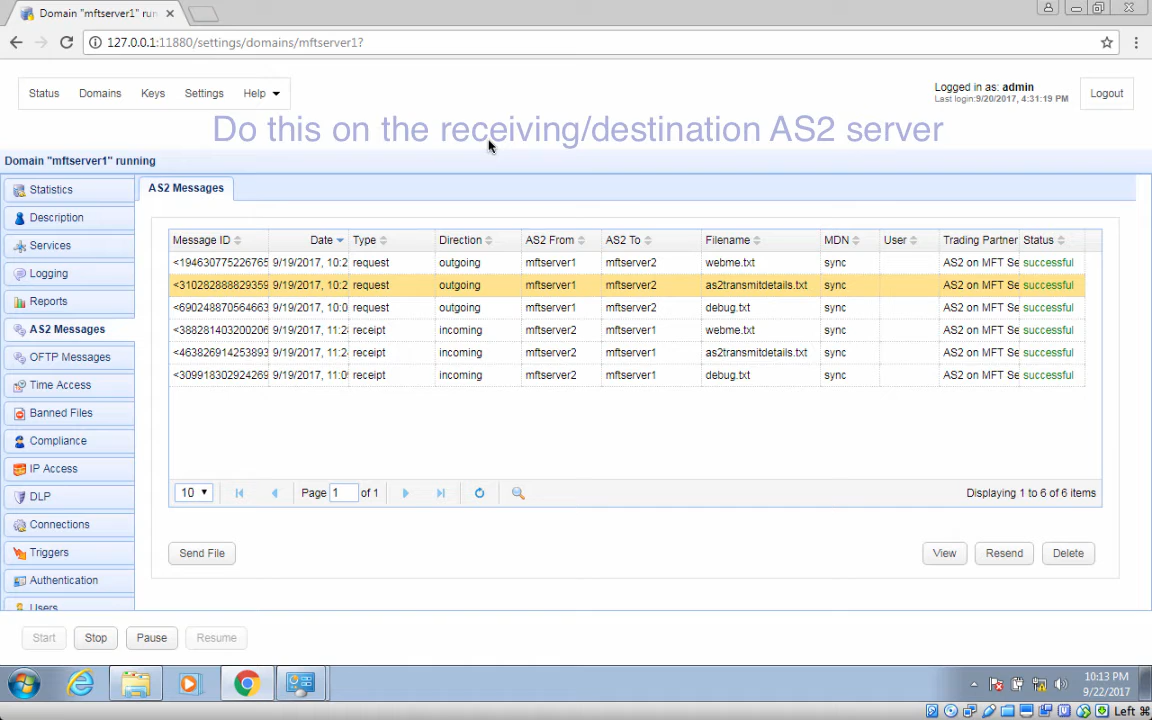 Domain "mftserver1" run
127.0.0.1:11880/settings/domains/mftserver1?
Status Domains Keys Settings Help
Logged in as: admin
Last login:9/20/2017, 4:31:19 PM
Logout
Do this on the receiving/destination AS2 server
Domain "mftserver1" running
Statistics
Description
Services
Logging
Reports
AS2 Messages
OFTP Messages
Time Access
Banned Files
Compliance
IP Access
DLP
Connections
Triggers
Authentication
Users
AS2 Messages
Message ID Date Type Direction AS2 From AS2 To Filename MDN User Trading Partner Status
<194630775226765 9/19/2017, 10:2 request outgoing mftserver1 mftserver2 webme.txt sync AS2 on MFT Se successful
<310282888829359 9/19/2017, 10:2 request outgoing mftserver1 mftserver2 as2transmitdetails.txt sync AS2 on MFT Se successful
<690248870564663 9/19/2017, 10:0 request outgoing mftserver1 mftserver2 debug.txt sync AS2 on MFT Se successful
<388281403200206 9/19/2017, 11:2 receipt incoming mftserver2 mftserver1 webme.txt sync AS2 on MFT Se successful
<463826914253893 9/19/2017, 11:2 receipt incoming mftserver2 mftserver1 as2transmitdetails.txt sync AS2 on MFT Se successful
<309918302924269 9/19/2017, 11:0 receipt incoming mftserver2 mftserver1 debug.txt sync AS2 on MFT Se successful
10 Page 1 of 1 Displaying 1 to 6 of 6 items
Send File View Resend Delete
Start Stop Pause Resume
10:13 PM
9/22/2017
Left ⌘